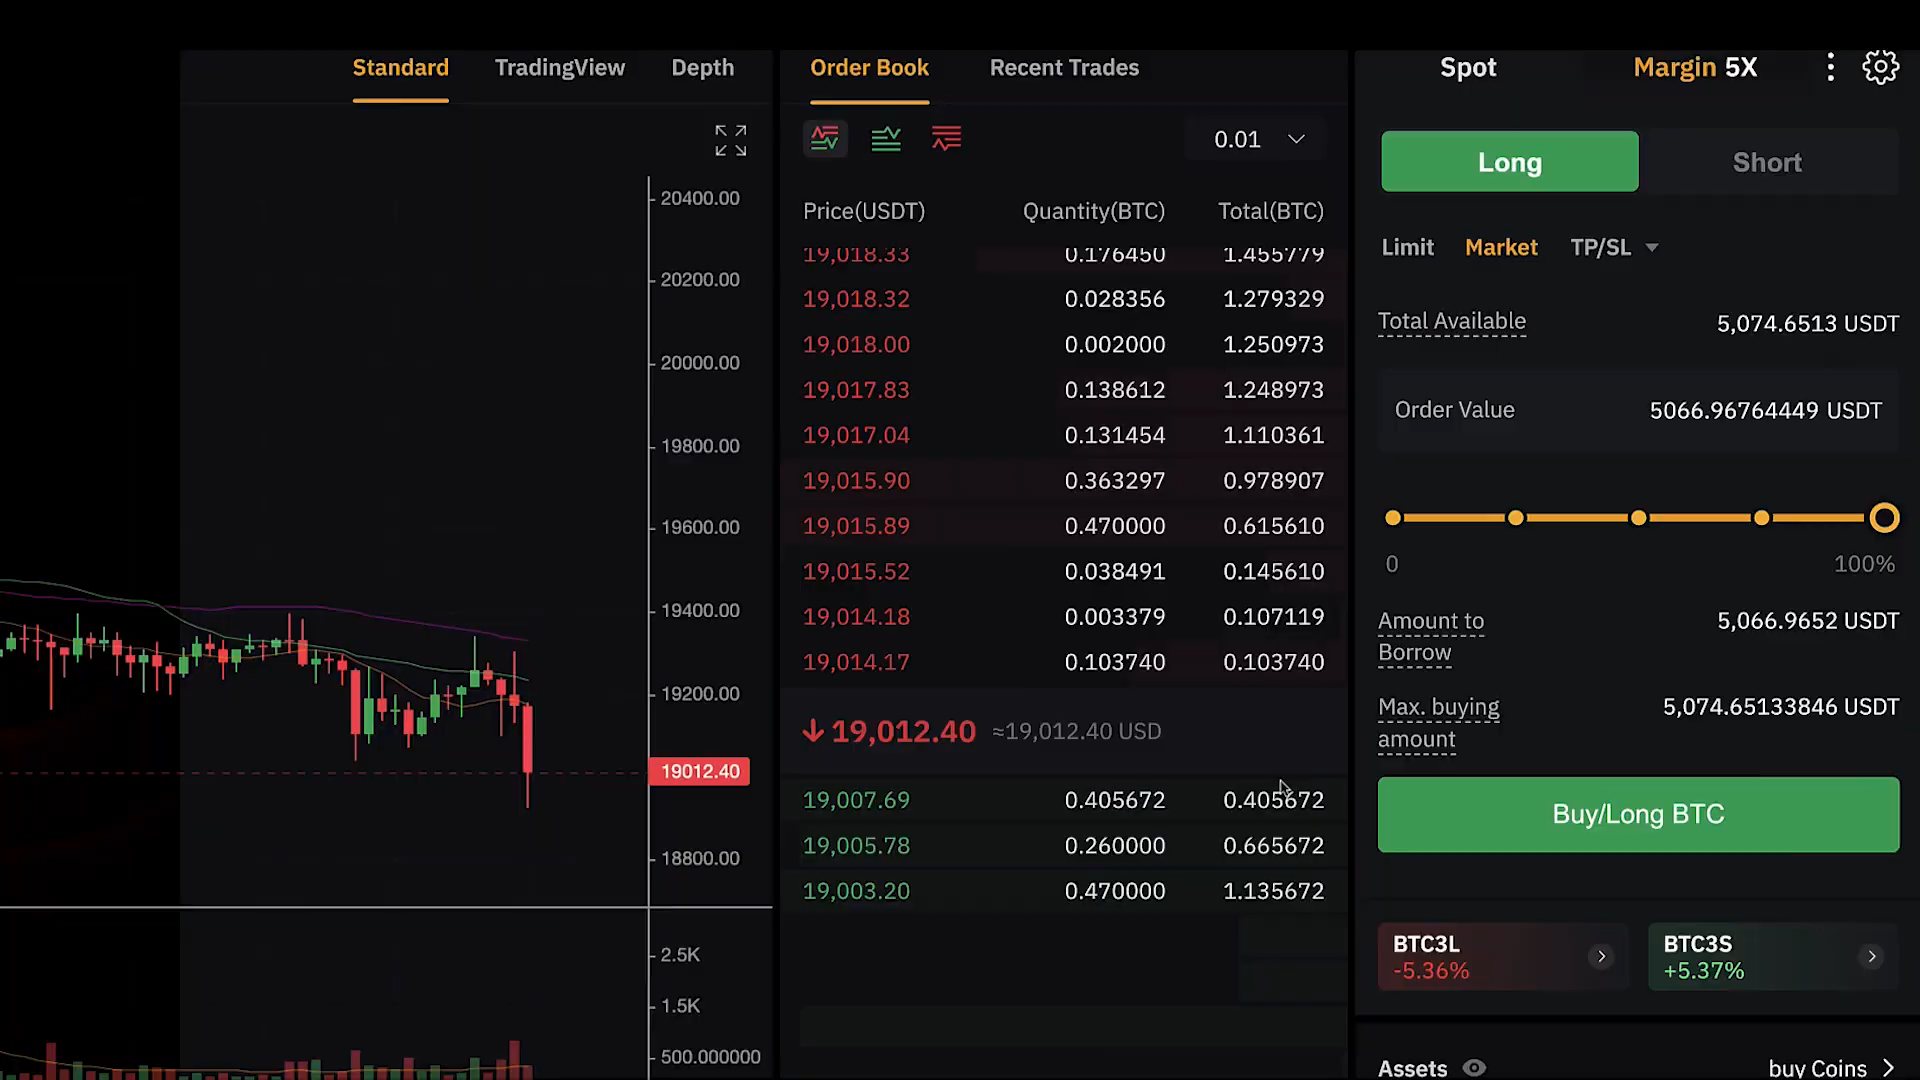 Standard TradingView Depth
20400.00
20200.00
20000.00
19800.00
19600.00
19400.00
19200.00
19012.40
18800.00
2.5K
1.5K
500.000000
Order Book Recent Trades
0.01
Price(USDT) Quantity(BTC) Total(BTC)
19,018.33 0.176450 1.455779
19,018.32 0.028356 1.279329
19,018.00 0.002000 1.250973
19,017.83 0.138612 1.248973
19,017.04 0.131454 1.110361
19,015.90 0.363297 0.978907
19,015.89 0.470000 0.615610
19,015.52 0.038491 0.145610
19,014.18 0.003379 0.107119
19,014.17 0.103740 0.103740
19,012.40 ≈19,012.40 USD
19,007.69 0.405672 0.405672
19,005.78 0.260000 0.665672
19,003.20 0.470000 1.135672
Spot Margin 5X
Long Short
Limit Market TP/SL
Total Available 5,074.6513 USDT
Order Value 5066.96764449 USDT
0 100%
Amount to 5,066.9652 USDT
Borrow
Max. buying 5,074.65133846 USDT
amount
Buy/Long BTC
BTC3L BTC3S
-5.36% +5.37%
Assets buy Coins